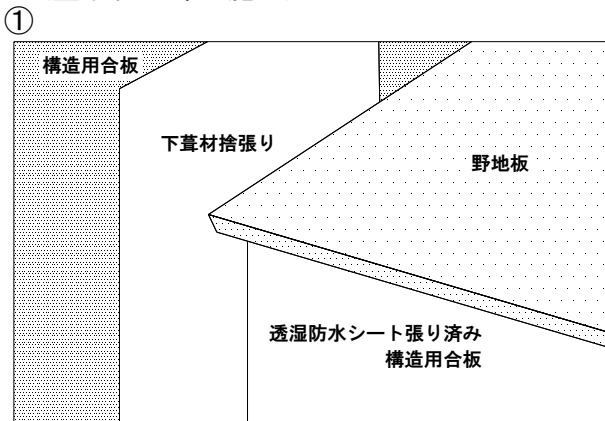 ①
構造用合板
下葺材捨張り
野地板
透湿防水シート張り済み
構造用合板